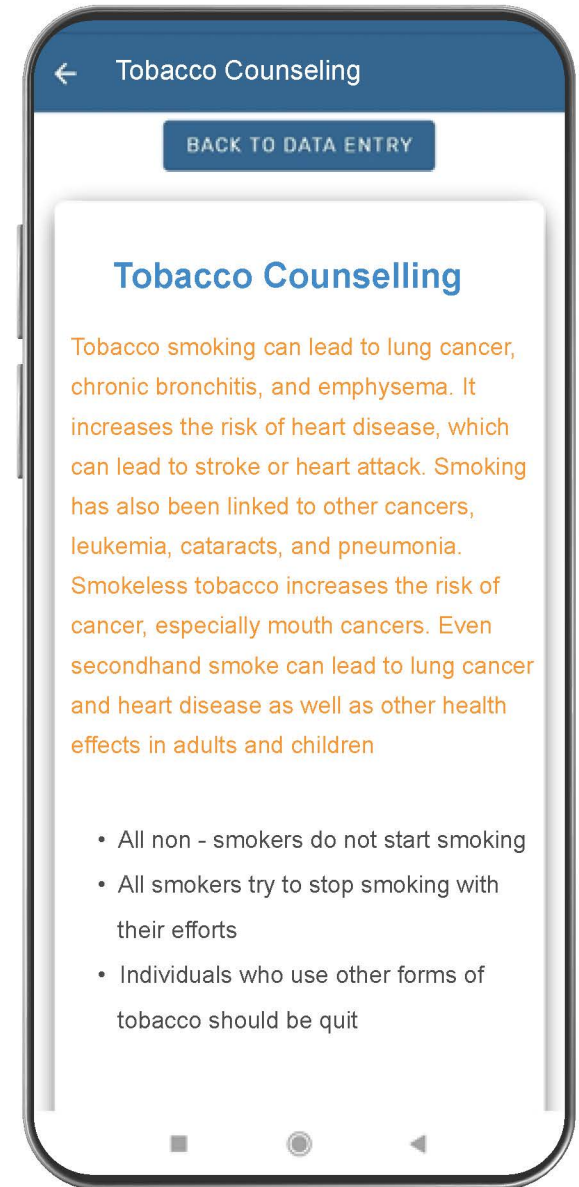 Tobacco Counseling
BACK TO DATA ENTRY
Tobacco Counselling
Tobacco smoking can lead to lung cancer,
chronic bronchitis, and emphysema. It
increases the risk of heart disease, which
can lead to stroke or heart attack. Smoking
has also been linked to other cancers,
leukemia, cataracts, and pneumonia.
Smokeless tobacco increases the risk of
cancer, especially mouth cancers. Even
secondhand smoke can lead to lung cancer
and heart disease as well as other health
effects in adults and children
• All non - smokers do not start smoking
• All smokers try to stop smoking with
their efforts
• Individuals who use other forms of
tobacco should be quit